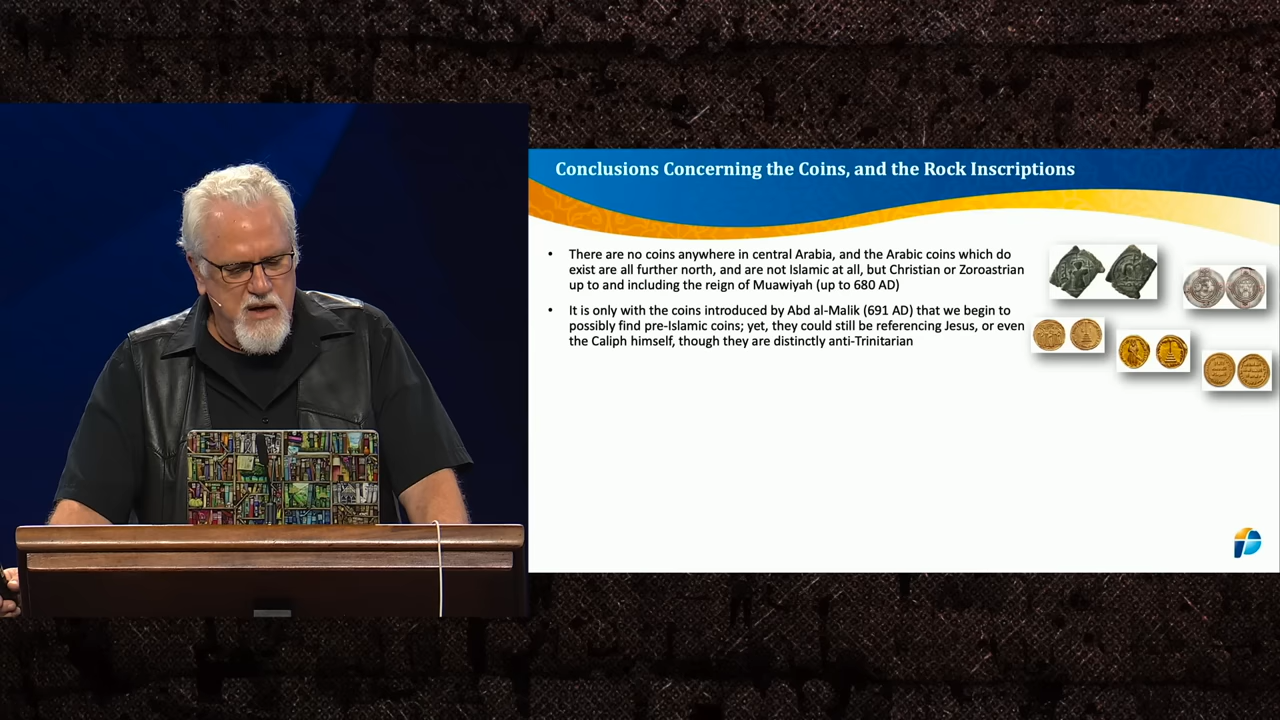 Conclusions Concerning the Coins, and the Rock Inscriptions
• There are no coins anywhere in central Arabia, and the Arabic coins which do
exist are all further north, and are not Islamic at all, but Christian or Zoroastrian
up to and including the reign of Muawiyah (up to 680 AD)
• It is only with the coins introduced by Abd al-Malik (691 AD) that we begin to
possibly find pre-Islamic coins; yet, they could still be referencing Jesus, or even
the Caliph himself, though they are distinctly anti-Trinitarian